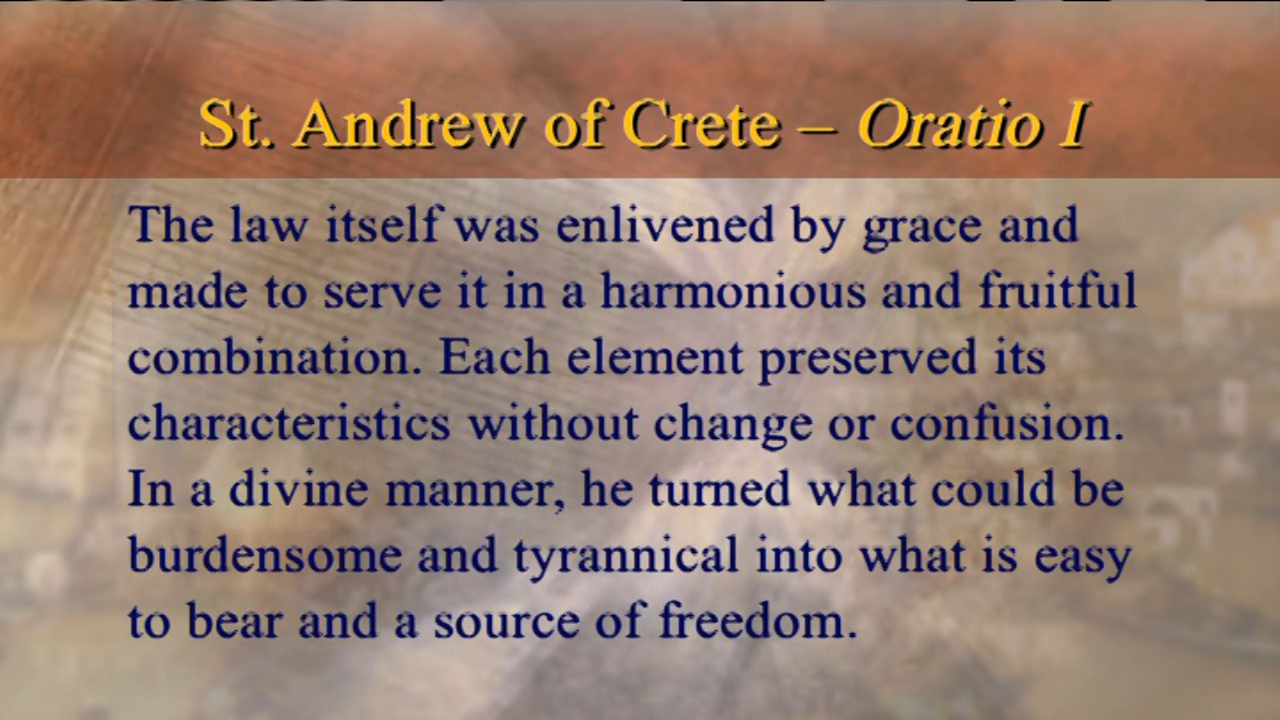 St. Andrew of Crete – Oratio I
The law itself was enlivened by grace and
made to serve it in a harmonious and fruitful
combination. Each element preserved its
characteristics without change or confusion.
In a divine manner, he turned what could be
burdensome and tyrannical into what is easy
to bear and a source of freedom.